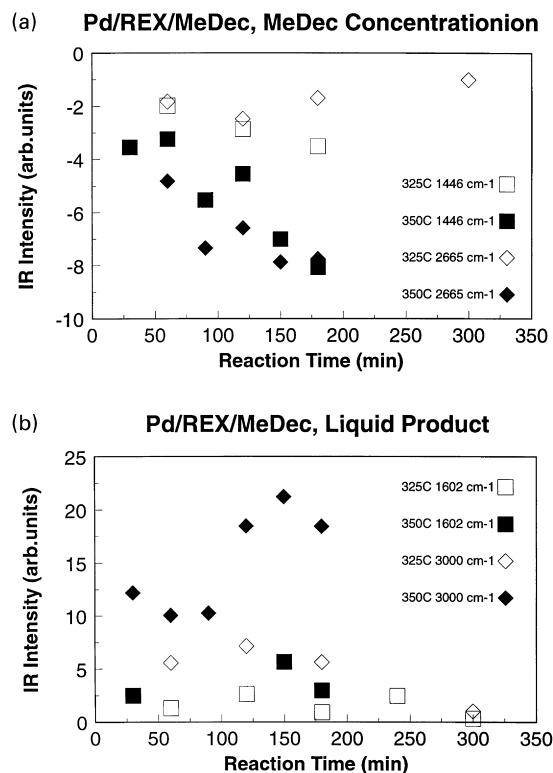 (a) Pd/REX/MeDec, MeDec Concentrationion
IR Intensity (arb.units)
0
-2
-4
-6
-8
-10
325C 1446 cm-1
350C 1446 cm-1
325C 2665 cm-1
350C 2665 cm-1
0 50 100 150 200 250 300 350
Reaction Time (min)
(b) Pd/REX/MeDec, Liquid Product
IR Intensity (arb.units)
25
20
15
10
5
0
325C 1602 cm-1
350C 1602 cm-1
325C 3000 cm-1
350C 3000 cm-1
0 50 100 150 200 250 300 350
Reaction Time (min)